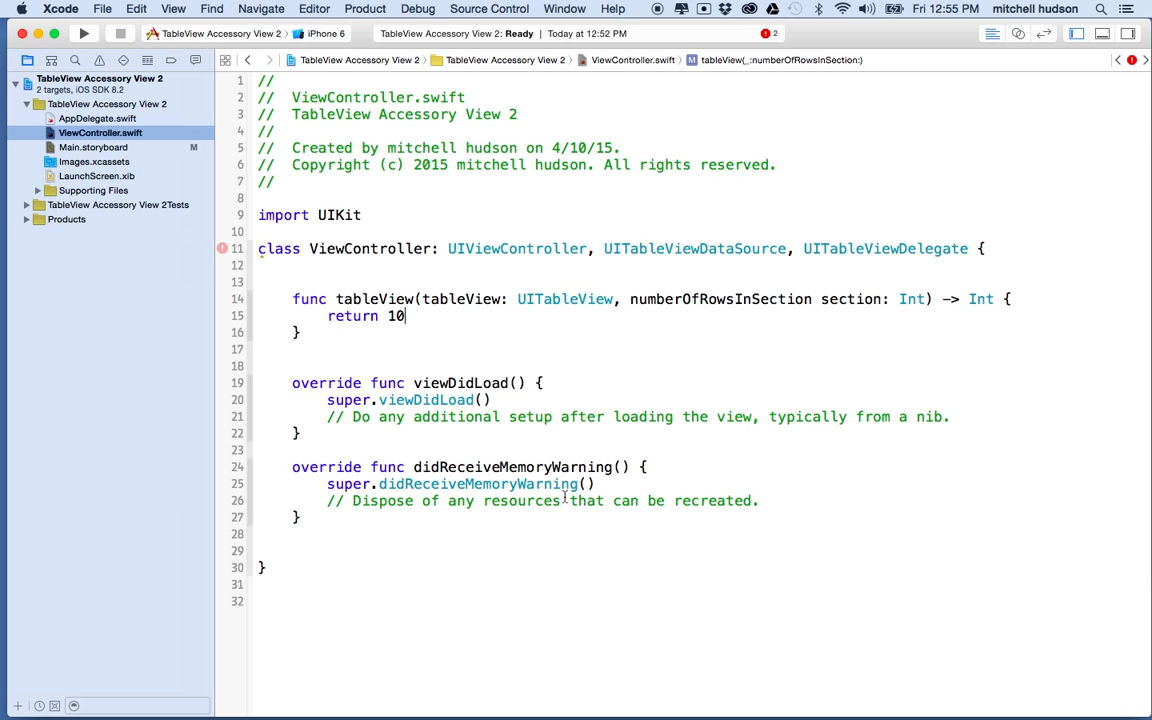 Xcode File Edit View Find Navigate Editor Product Debug Source Control Window Help Fri 12:55 PM mitchell hudson
TableView Accessory View 2 〉 iPhone 6 TableView Accessory View 2: Ready | Today at 12:52 PM 2
TableView Accessory View 2 〉 TableView Accessory View 2 〉 ViewController.swift 〉 M tableView(_:numberOfRowsInSection:)
TableView Accessory View 2
2 targets, iOS SDK 8.2
TableView Accessory View 2
AppDelegate.swift
ViewController.swift
Main.storyboard M
Images.xcassets
LaunchScreen.xib
Supporting Files
TableView Accessory View 2Tests
Products
1 //
2 // ViewController.swift
3 // TableView Accessory View 2
4 //
5 // Created by mitchell hudson on 4/10/15.
6 // Copyright (c) 2015 mitchell hudson. All rights reserved.
7 //
8
9 import UIKit
10
11 class ViewController: UIViewController, UITableViewDataSource, UITableViewDelegate {
12
13
14 func tableView(tableView: UITableView, numberOfRowsInSection section: Int) -> Int {
15 return 10
16 }
17
18
19 override func viewDidLoad() {
20 super.viewDidLoad()
21 // Do any additional setup after loading the view, typically from a nib.
22 }
23
24 override func didReceiveMemoryWarning() {
25 super.didReceiveMemoryWarning()
26 // Dispose of any resources that can be recreated.
27 }
28
29
30 }
31
32